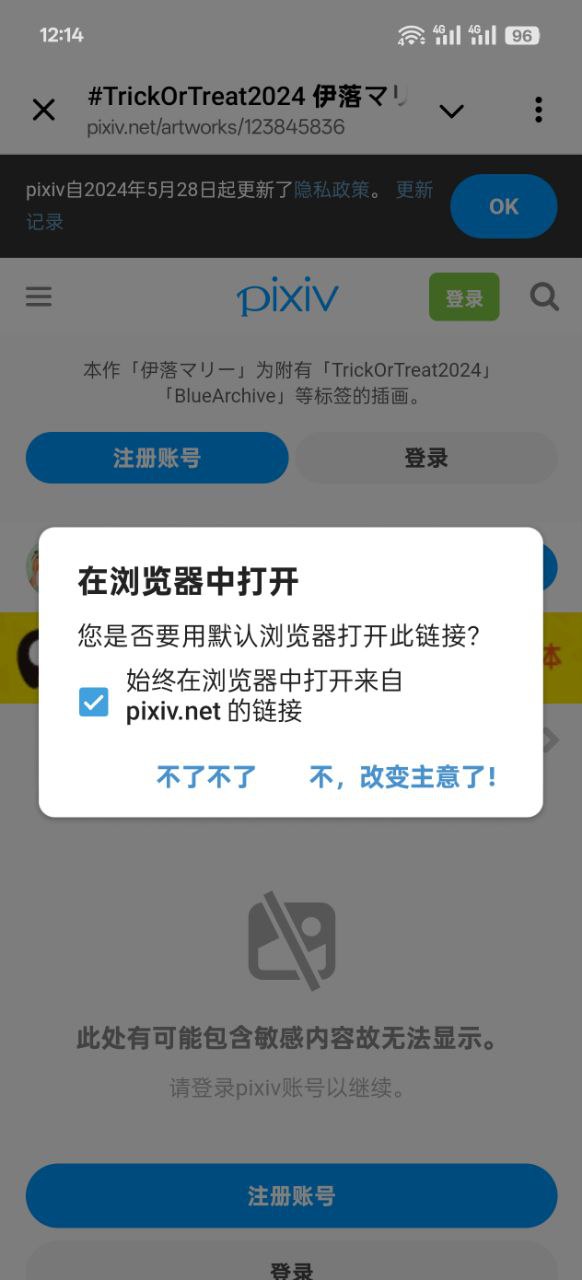 12:14
4G 4G 96
#TrickOrTreat2024 伊落マリ
pixiv.net/artworks/123845836
pixiv自2024年5月28日起更新了隐私政策。 更新
记录
OK
pixiv
登录
本作「伊落マリー」为附有「TrickOrTreat2024」
「BlueArchive」等标签的插画。
注册账号
登录
在浏览器中打开
您是否要用默认浏览器打开此链接?
始终在浏览器中打开来自
pixiv.net 的链接
本
不了不了
不，改变主意了!
此处有可能包含敏感内容故无法显示。
请登录pixiv账号以继续。
注册账号
登录